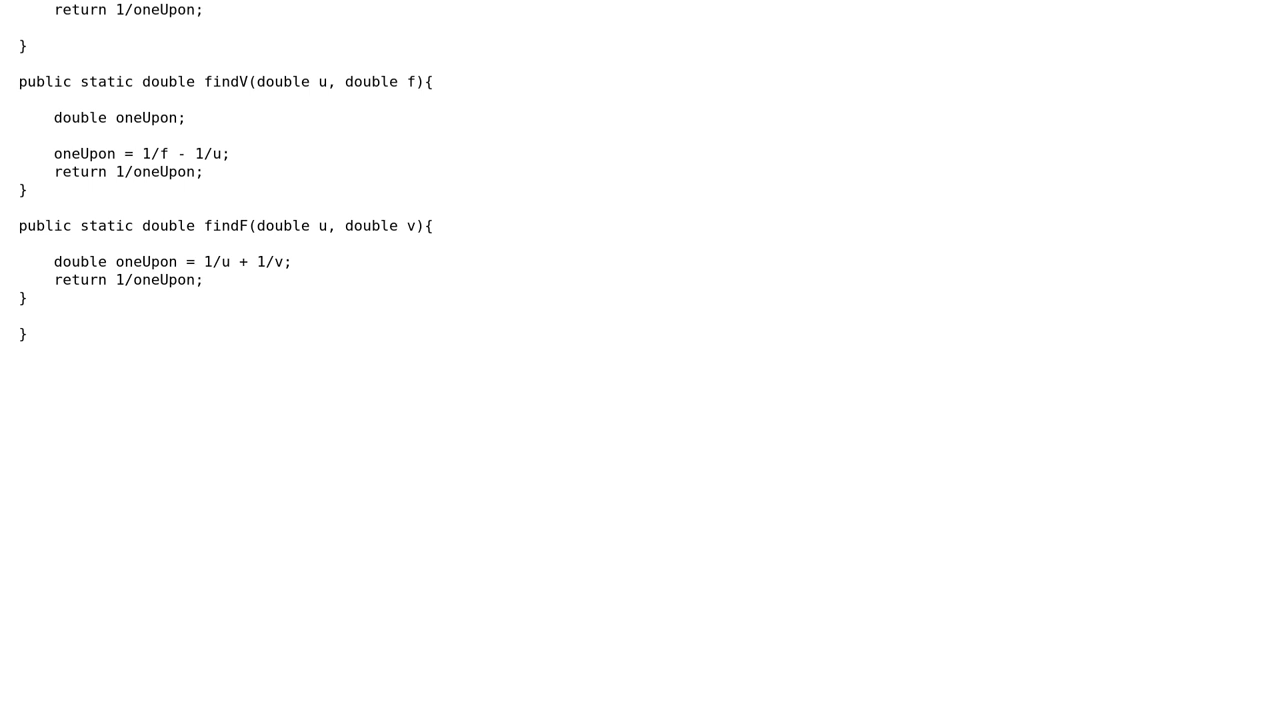 return 1/oneUpon;
}
public static double findV(double u, double f){
    double oneUpon;
    oneUpon = 1/f - 1/u;
    return 1/oneUpon;
}
public static double findF(double u, double v){
    double oneUpon = 1/u + 1/v;
    return 1/oneUpon;
}
}